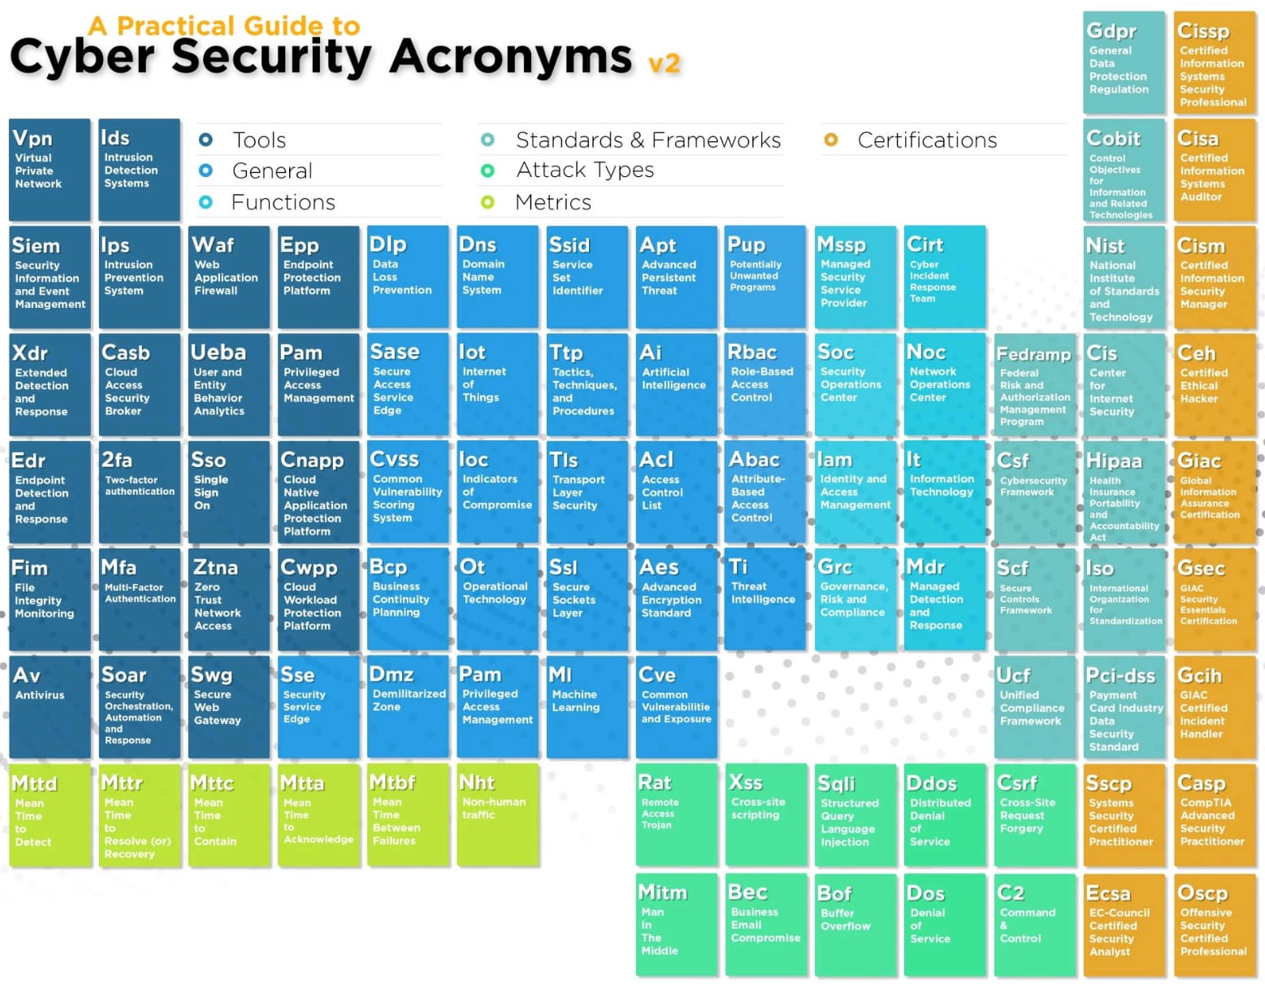 A Practical Guide to
Cyber Security Acronyms v2
Gdpr
General
Data
Protection
Regulation
Cissp
Certified
Information
Systems
Security
Professional
Vpn
Virtual
Private
Network
Ids
Intrusion
Detection
Systems
Tools
General
Functions
Standards & Frameworks
Attack Types
Metrics
Certifications
Cobit
Control
Objectives
for
Information
and Related
Technologies
Cisa
Certified
Information
Systems
Auditor
Siem
Security
Information
and Event
Management
Ips
Intrusion
Prevention
System
Waf
Web
Application
Firewall
Epp
Endpoint
Protection
Platform
Dlp
Data
Loss
Prevention
Dns
Domain
Name
System
Ssid
Service
Set
Identifier
Apt
Advanced
Persistent
Threat
Pup
Potentially
Unwanted
Programs
Mssp
Managed
Security
Service
Provider
Cirt
Cyber
Incident
Response
Team
Nist
National
Institute
of Standards
and
Technology
Cism
Certified
Information
Security
Manager
Xdr
Extended
Detection
and
Response
Casb
Cloud
Access
Security
Broker
Ueba
User and
Entity
Behavior
Analytics
Pam
Privileged
Access
Management
Sase
Secure
Access
Service
Edge
Iot
Internet
of
Things
Ttp
Tactics,
Techniques,
and
Procedures
Ai
Artificial
Intelligence
Rbac
Role-Based
Access
Control
Soc
Security
Operations
Center
Noc
Network
Operations
Center
Fedramp
Federal
Risk and
Authorization
Management
Program
Cis
Center
for
Internet
Security
Ceh
Certified
Ethical
Hacker
Edr
Endpoint
Detection
and
Response
2fa
Two-factor
authentication
Sso
Single
Sign
On
Cnapp
Cloud
Native
Application
Protection
Platform
Cvss
Common
Vulnerability
Scoring
System
Ioc
Indicators
of
Compromise
Tls
Transport
Layer
Security
Acl
Access
Control
List
Abac
Attribute-
Based
Access
Control
Iam
Identity and
Access
Management
It
Information
Technology
Csf
Cybersecurity
Framework
Hipaa
Health
Insurance
Portability
and
Accountability
Act
Giac
Global
Information
Assurance
Certification
Fim
File
Integrity
Monitoring
Mfa
Multi-Factor
Authentication
Ztna
Zero
Trust
Network
Access
Cwpp
Cloud
Workload
Protection
Platform
Bcp
Business
Continuity
Planning
Ot
Operational
Technology
Ssl
Secure
Sockets
Layer
Aes
Advanced
Encryption
Standard
Ti
Threat
Intelligence
Grc
Governance,
Risk and
Compliance
Mdr
Managed
Detection
and
Response
Scf
Secure
Controls
Framework
Iso
International
Organization
for
Standardization
Gsec
GIAC
Security
Essentials
Certification
Av
Antivirus
Soar
Security
Orchestration,
Automation
and
Response
Swg
Secure
Web
Gateway
Sse
Security
Service
Edge
Dmz
Demilitarized
Zone
Pam
Privileged
Access
Management
Ml
Machine
Learning
Cve
Common
Vulnerabilitie
and Exposure
Ucf
Unified
Compliance
Framework
Pci-dss
Payment
Card Industry
Data
Security
Standard
Gcih
GIAC
Certified
Incident
Handler
Mttd
Mean
Time
to
Detect
Mttr
Mean
Time
to
Resolve (or)
Recovery
Mttc
Mean
Time
to
Contain
Mtta
Mean
Time
to
Acknowledge
Mtbf
Mean
Time
Between
Failures
Nht
Non-human
traffic
Rat
Remote
Access
Trojan
Xss
Cross-site
scripting
Sqli
Structured
Query
Language
Injection
Ddos
Distributed
Denial
of
Service
Csrf
Cross-Site
Request
Forgery
Sscp
Systems
Security
Certified
Practitioner
Casp
CompTIA
Advanced
Security
Practitioner
Mitm
Man
In
The
Middle
Bec
Business
Email
Compromise
Bof
Buffer
Overflow
Dos
Denial
of
Service
C2
Command
&
Control
Ecsa
EC-Council
Certified
Security
Analyst
Oscp
Offensive
Security
Certified
Professional